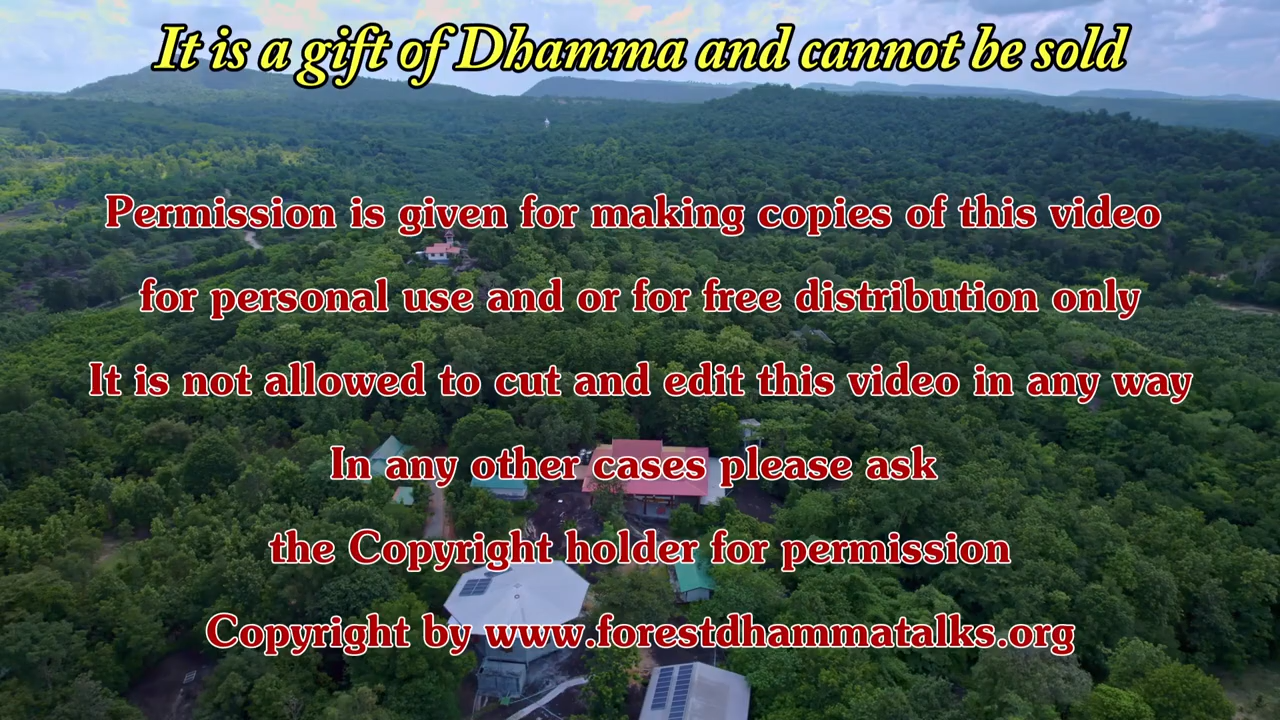 It is a gift of Dhamma and cannot be sold
Permission is given for making copies of this video
for personal use and or for free distribution only
It is not allowed to cut and edit this video in any way
In any other cases please ask
the Copyright holder for permission
Copyright by www.forestdhammatalks.org